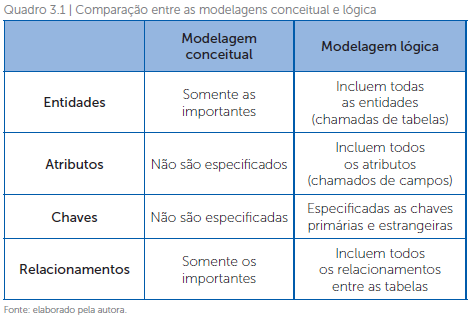 Quadro 3.1 | Comparação entre as modelagens conceitual e lógica
Modelagem
conceitual
Modelagem lógica
Entidades
Somente as
importantes
Incluem todas
as entidades
(chamadas de tabelas)
Atributos
Não são especificados
Incluem todos
os atributos
(chamados de campos)
Chaves
Não são especificadas
Especificadas as chaves
primárias e estrangeiras
Relacionamentos
Somente os
importantes
Incluem todos
os relacionamentos
entre as tabelas
Fonte: elaborado pela autora.